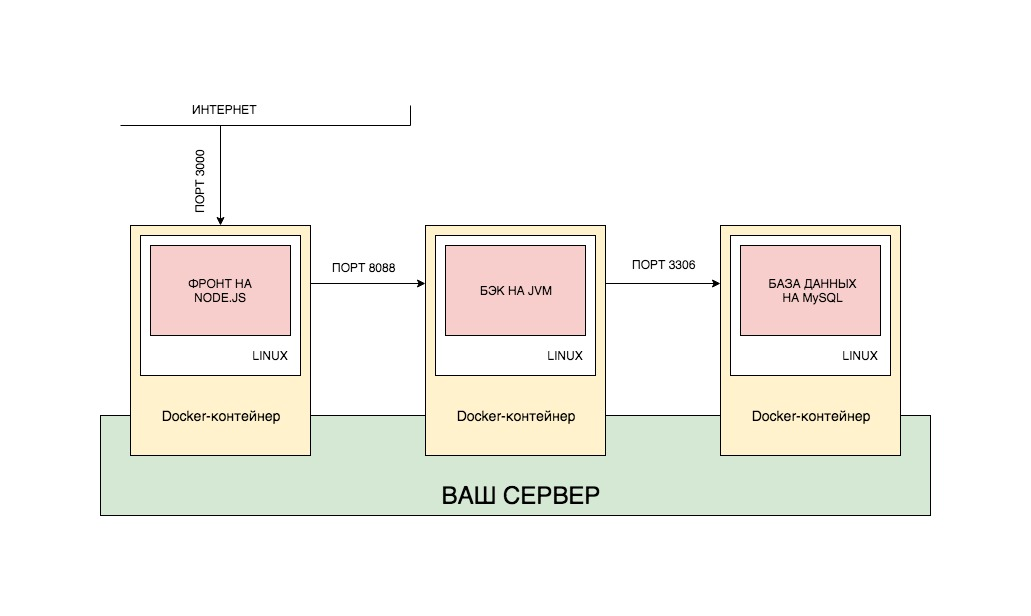 ИНТЕРНЕТ
ПОРТ 3000
ФРОНТ НА
NODE.JS
LINUX
Docker-контейнер
ПОРТ 8088
БЭК НА JVM
LINUX
Docker-контейнер
ПОРТ 3306
БАЗА ДАННЫХ
НА MySQL
LINUX
Docker-контейнер
ВАШ СЕРВЕР